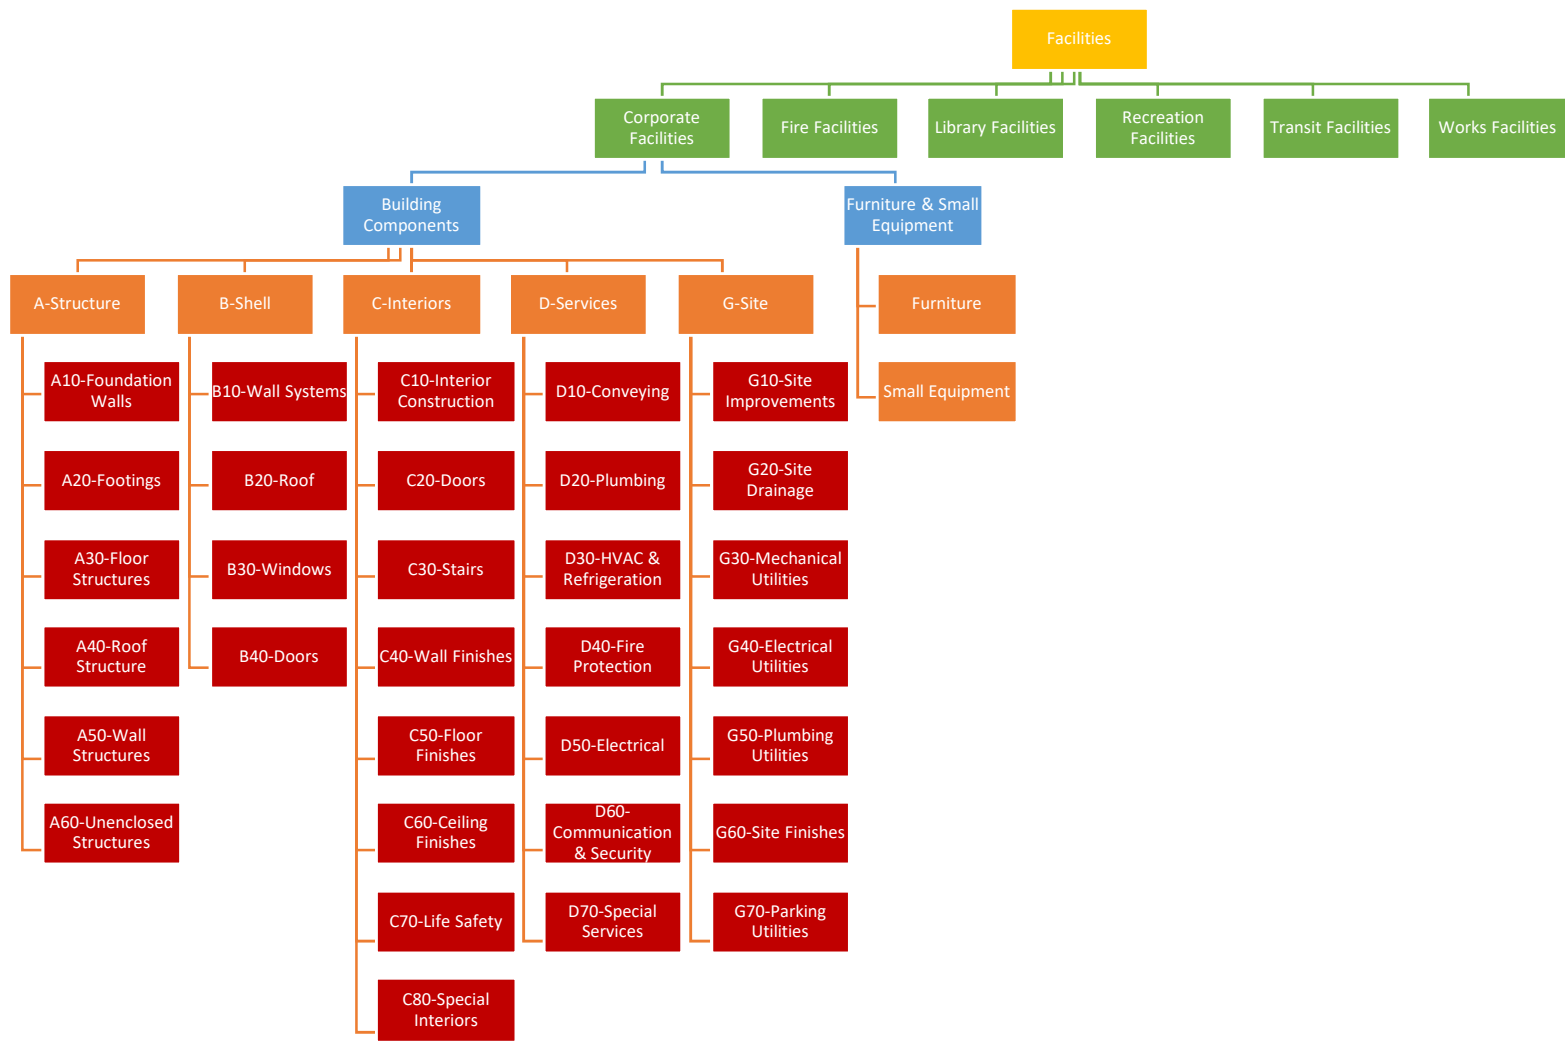 Facilities
Corporate
Facilities
Fire Facilities
Library Facilities
Recreation
Facilities
Transit Facilities
Works Facilities
Building
Components
Furniture & Small
Equipment
A-Structure
B-Shell
C-Interiors
D-Services
G-Site
Furniture
A10-Foundation
Walls
B10-Wall Systems
C10-Interior
Construction
D10-Conveying
G10-Site
Improvements
Small Equipment
A20-Footings
B20-Roof
C20-Doors
D20-Plumbing
G20-Site
Drainage
A30-Floor
Structures
B30-Windows
C30-Stairs
D30-HVAC &
Refrigeration
G30-Mechanical
Utilities
A40-Roof
Structure
B40-Doors
C40-Wall Finishes
D40-Fire
Protection
G40-Electrical
Utilities
A50-Wall
Structures
C50-Floor
Finishes
D50-Electrical
G50-Plumbing
Utilities
A60-Unenclosed
Structures
C60-Ceiling
Finishes
D60-
Communication
& Security
G60-Site Finishes
C70-Life Safety
D70-Special
Services
G70-Parking
Utilities
C80-Special
Interiors